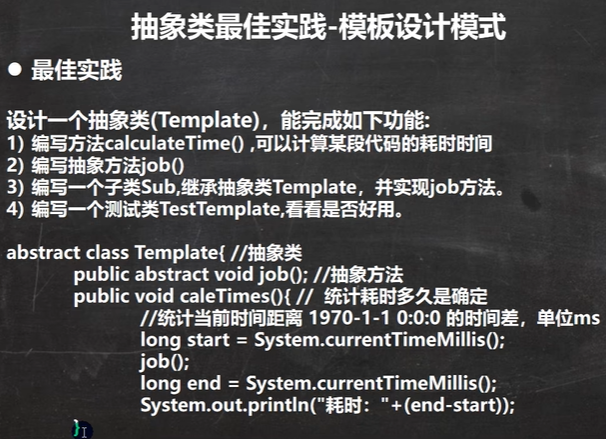 抽象类最佳实践-模板设计模式
● 最佳实践
设计一个抽象类(Template)，能完成如下功能:
1) 编写方法calculateTime() ,可以计算某段代码的耗时时间
2) 编写抽象方法job()
3) 编写一个子类Sub,继承抽象类Template，并实现job方法。
4) 编写一个测试类TestTemplate,看看是否好用。
abstract class Template{ //抽象类
public abstract void job(); //抽象方法
public void caleTimes(){ // 统计耗时多久是确定
//统计当前时间距离 1970-1-1 0:0:0 的时间差，单位ms
long start = System.currentTimeMillis();
job();
long end = System.currentTimeMillis();
System.out.println("耗时："+(end-start));
}